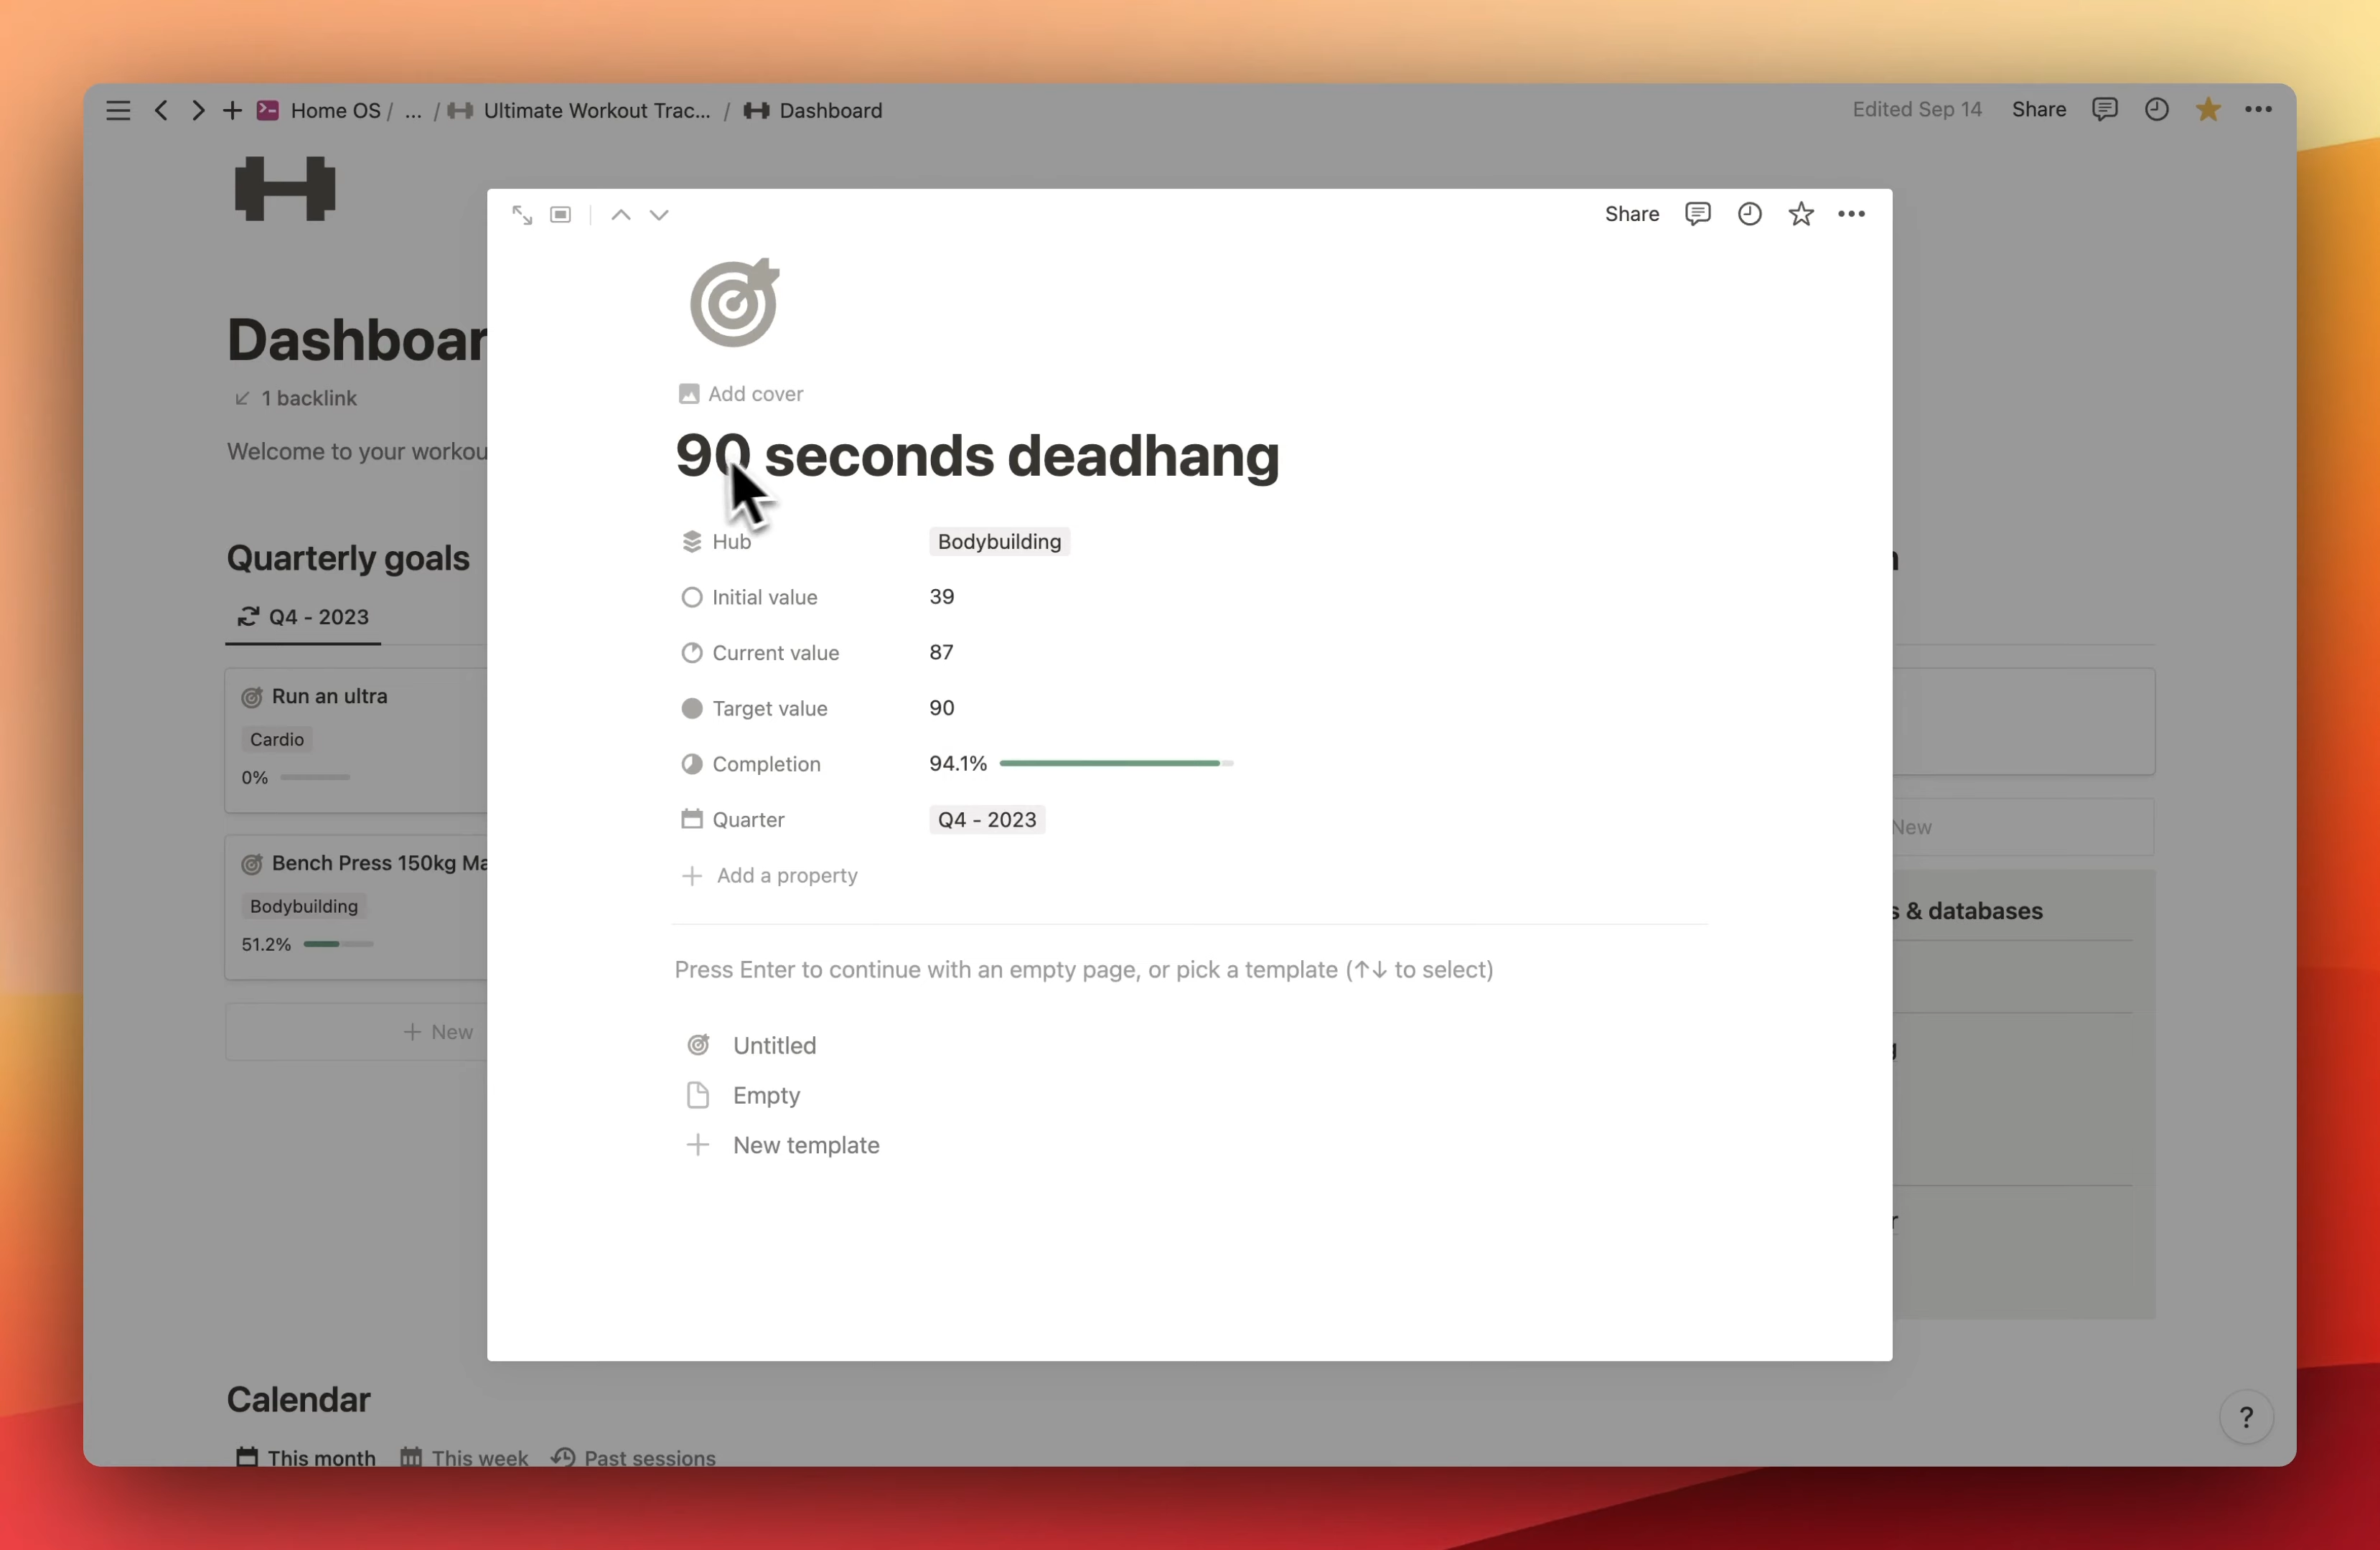 Home OS / ... / Ultimate Workout Trac... / Dashboard
Edited Sep 14 Share
Share
Dashboar
1 backlink
Welcome to your workou
Quarterly goals
Q4 - 2023
Run an ultra
Cardio
0%
Bench Press 150kg Ma
Bodybuilding
51.2%
+ New
Add cover
90 seconds deadhang
Hub Bodybuilding
Initial value 39
Current value 87
Target value 90
Completion 94.1%
Quarter Q4 - 2023
+ Add a property
Press Enter to continue with an empty page, or pick a template (↑↓ to select)
Untitled
Empty
+ New template
New
s & databases
Calendar
This month This week Past sessions
?